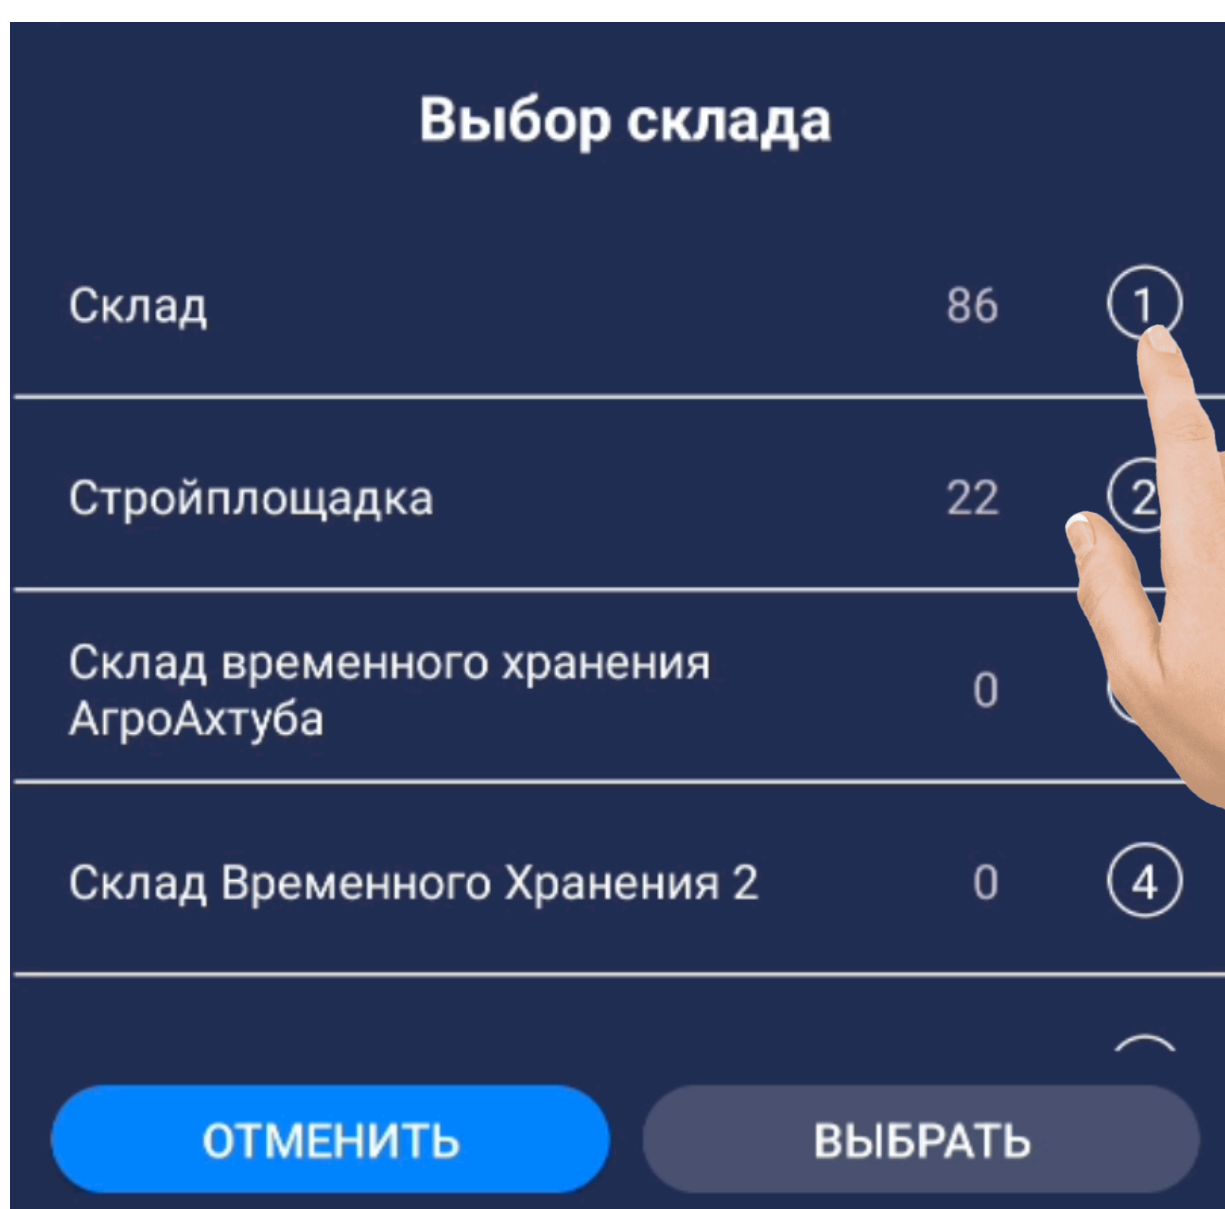 Выбор склада
Склад 86 1
Стройплощадка 22 2
Склад временного хранения
АгроАхтуба 0
Склад Временного Хранения 2 0 4
ОТМЕНИТЬ ВЫБРАТЬ